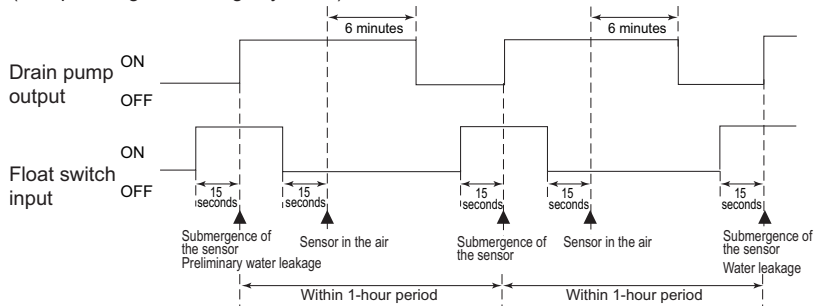 6 minutes 6 minutes
Drain pump output
ON
OFF
Float switch input
ON
OFF
15 seconds 15 seconds 15 seconds 15 seconds 15 seconds
Submergence of the sensor
Preliminary water leakage
Sensor in the air
Submergence of the sensor
Sensor in the air
Submergence of the sensor
Water leakage
Within 1-hour period Within 1-hour period